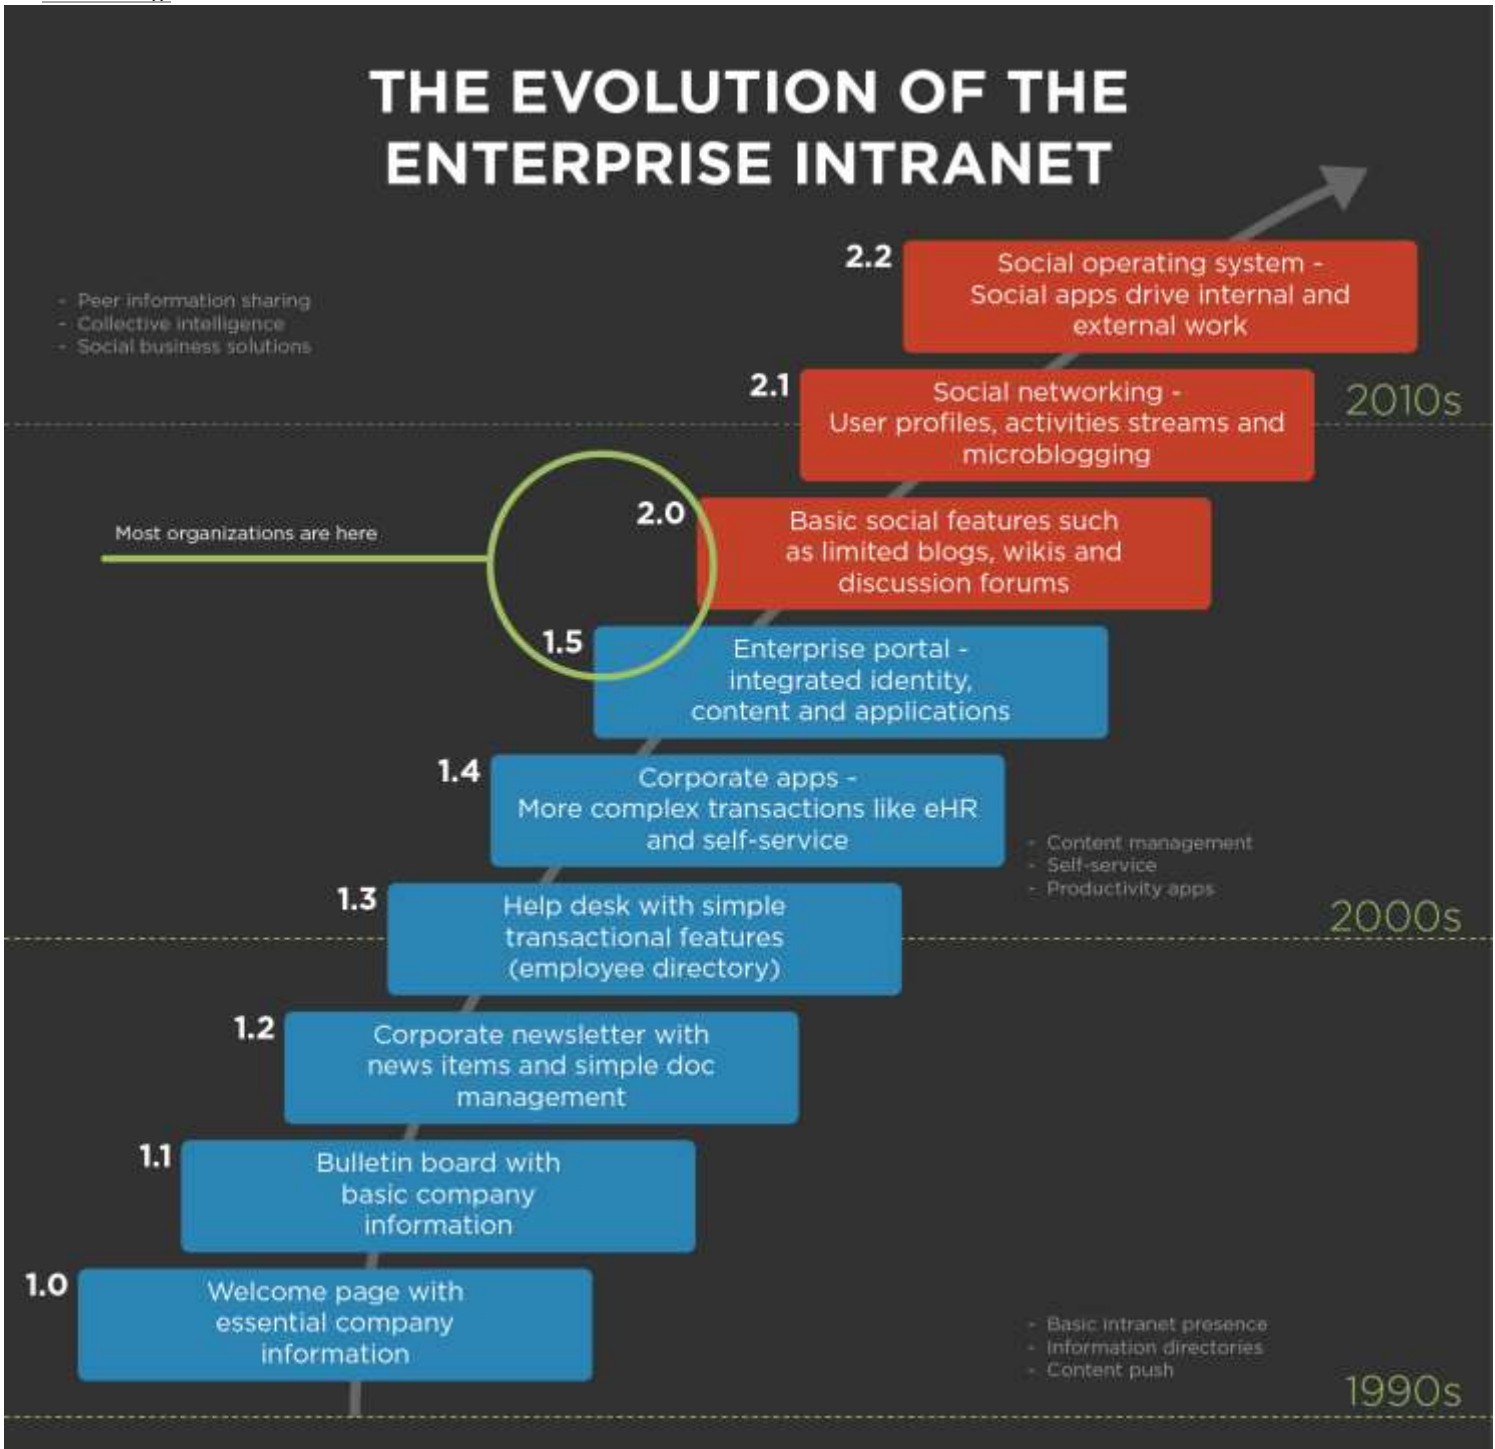 THE EVOLUTION OF THE
ENTERPRISE INTRANET
2.2
Social operating system -
Social apps drive internal and
external work
- Peer information sharing
- Collective intelligence
- Social business solutions
2.1
Social networking -
User profiles, activities streams and
microblogging
2010s
2.0
Basic social features such
as limited blogs, wikis and
discussion forums
Most organizations are here
1.5
Enterprise portal -
integrated identity,
content and applications
1.4
Corporate apps -
More complex transactions like eHR
and self-service
- Content management
- Self-service
- Productivity apps
2000s
1.3
Help desk with simple
transactional features
(employee directory)
1.2
Corporate newsletter with
news items and simple doc
management
1.1
Bulletin board with
basic company
information
1.0
Welcome page with
essential company
information
- Basic intranet presence
- Information directories
- Content push
1990s